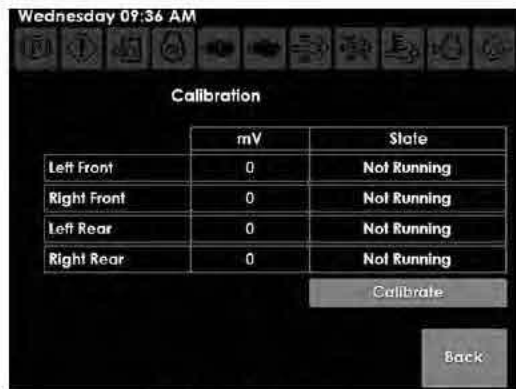 Wednesday 09:36 AM
Calibration
mV State
Left Front 0 Not Running
Right Front 0 Not Running
Left Rear 0 Not Running
Right Rear 0 Not Running
Calibrate
Back